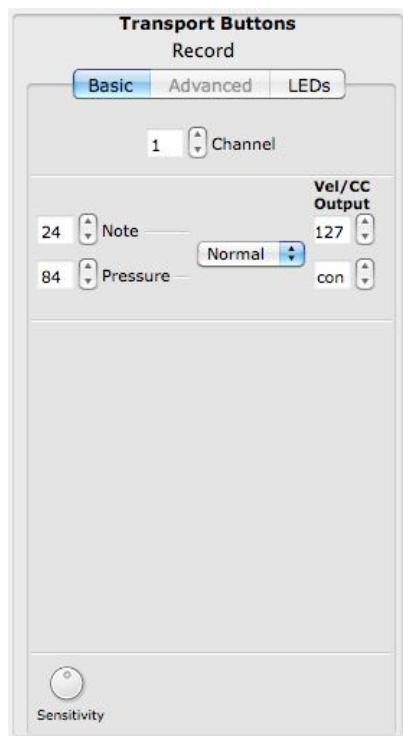 Transport Buttons
Record
Basic Advanced LEDs
1 Channel
Vel/CC
Output
24 Note Normal 127
84 Pressure con
Sensitivity